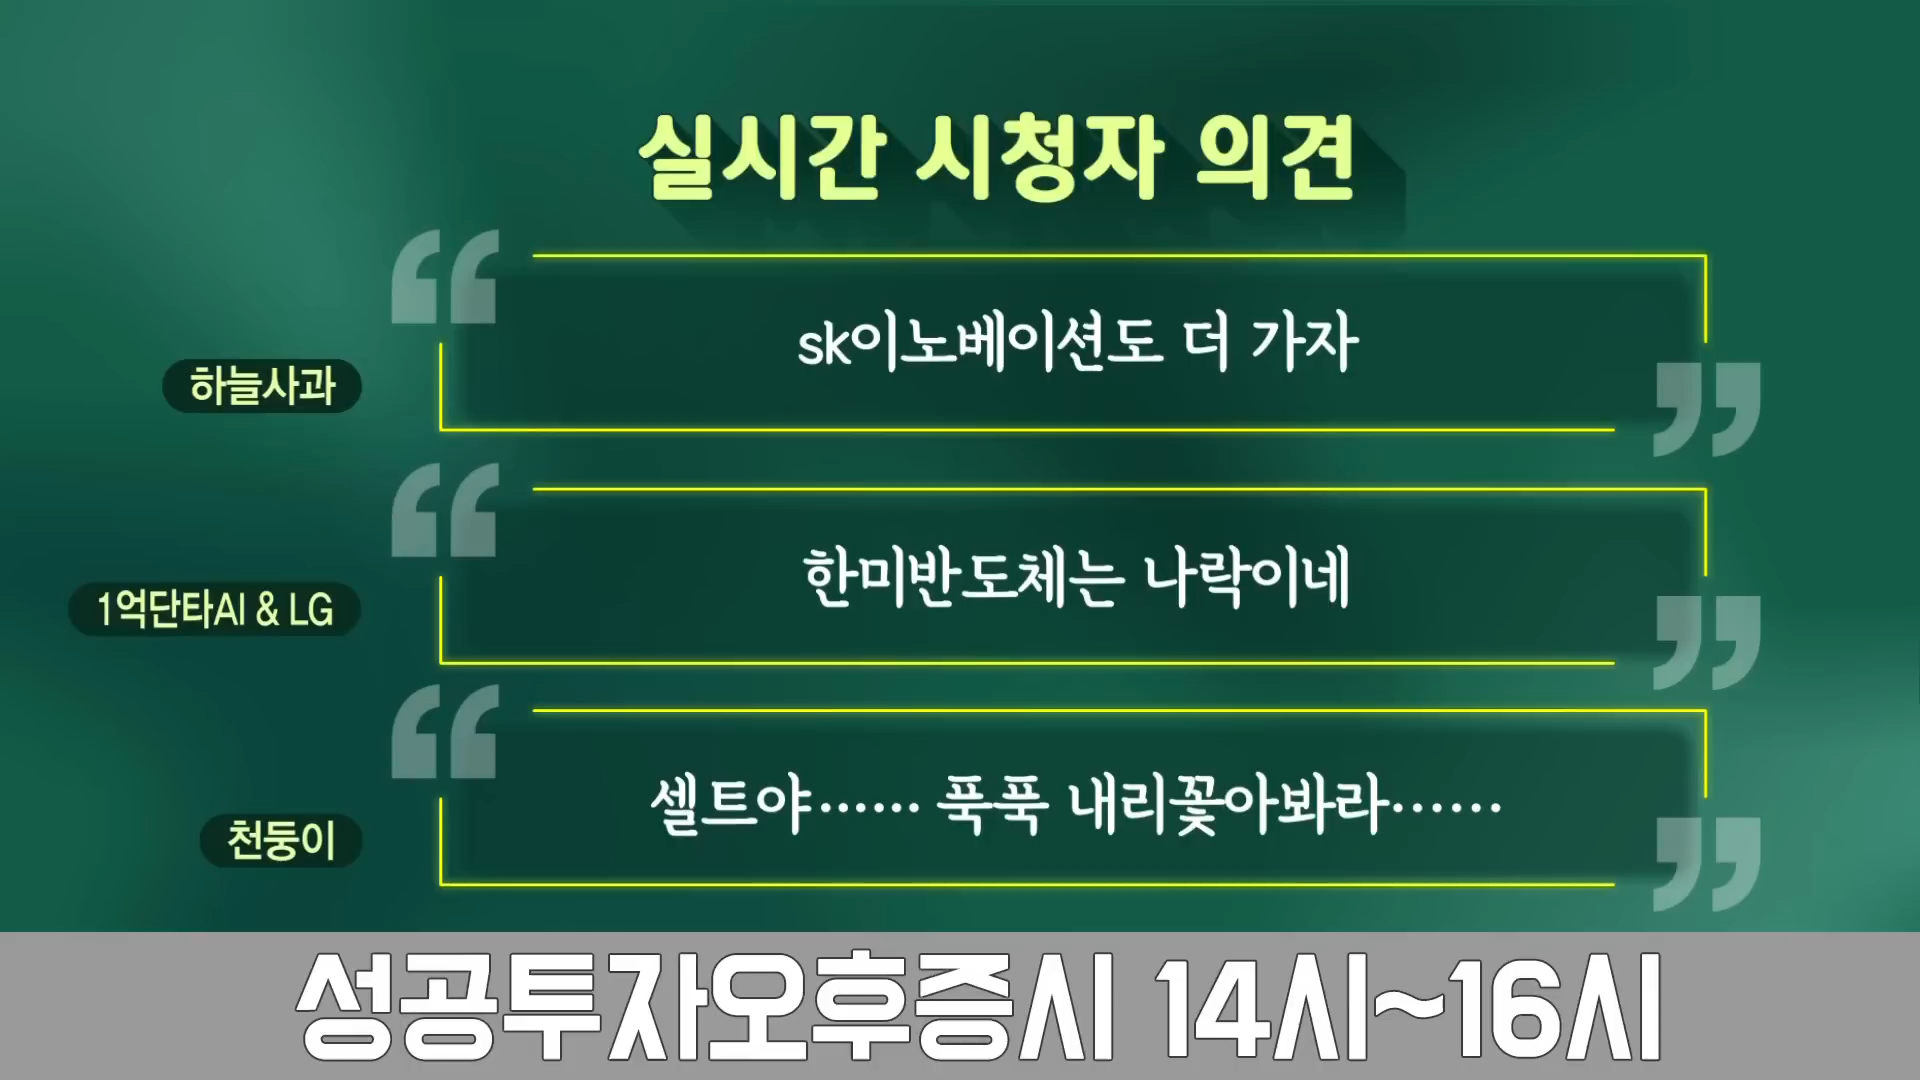 실시간 시청자 의견
sk이노베이션도 더 가자
하늘사과
한미반도체는 나락이네
1억단타AI & LG
셀트야...... 푹푹 내리꽃아봐라......
천둥이
성공투자오후증시 14시~16시